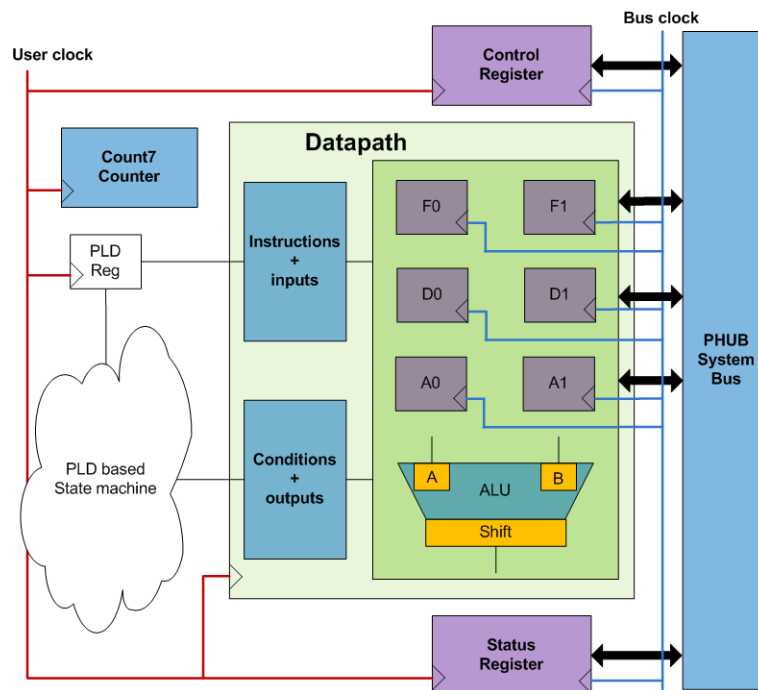 Bus clock
User clock
Control
Register
Datapath
Count7
Counter
F0
F1
PLD
Reg
Instructions
+
inputs
D0
D1
PHUB
System
Bus
A0
A1
PLD based
State machine
Conditions
+
outputs
A
B
ALU
Shift
Status
Register